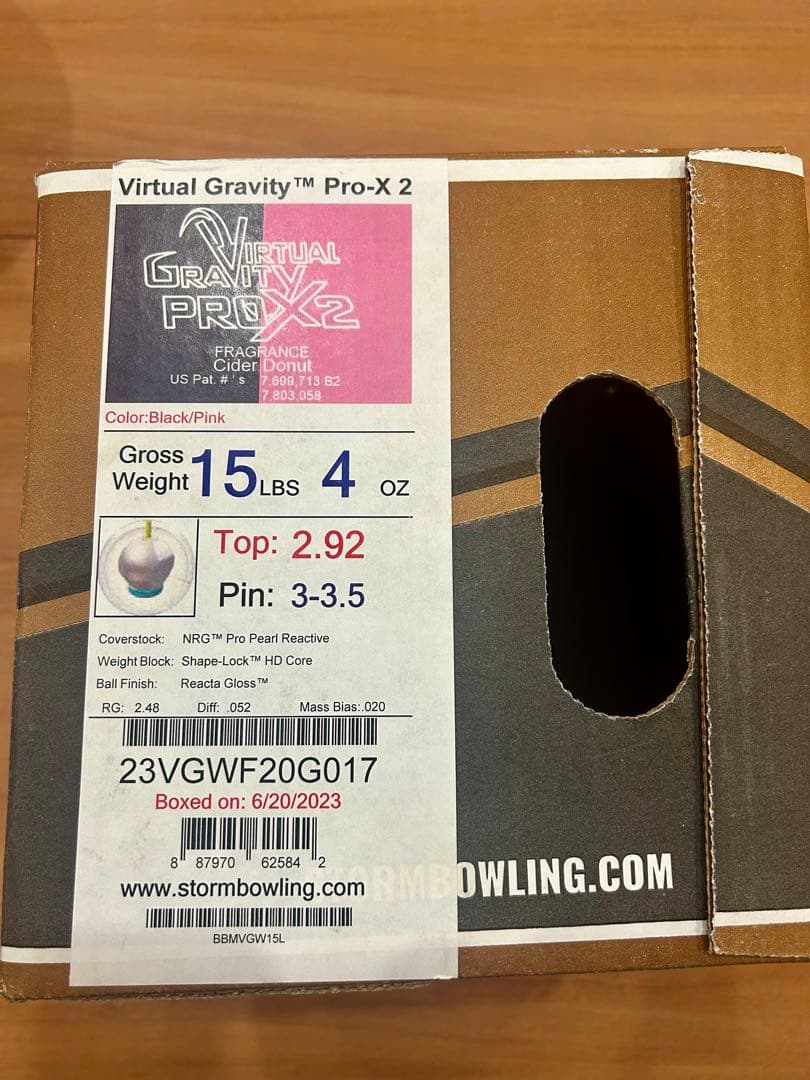 Virtual Gravity™ Pro-X 2
VIRTUAL
GRAVITY
PROX2
FRAGRANCE
Cider Donut
US Pat. # ' s 7,699,713 B2
7,803,058
Color:Black/Pink
Gross Weight 15 LBS 4 OZ
Top: 2.92
Pin: 3-3.5
Coverstock: NRG™ Pro Pearl Reactive
Weight Block: Shape-Lock™ HD Core
Ball Finish: Reacta Gloss™
RG: 2.48 Diff: .052 Mass Bias:.020
23VGWF20G017
Boxed on: 6/20/2023
8 87970 62584 2
www.stormbowling.com
BBMVGW15L
STORMBOWLING.COM